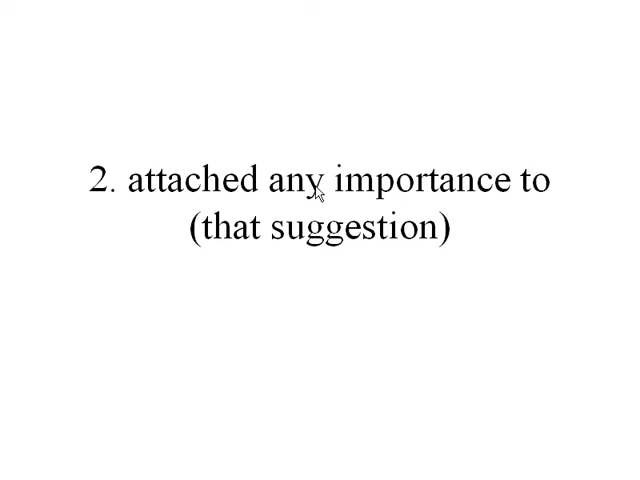 2. attached any importance to
(that suggestion)